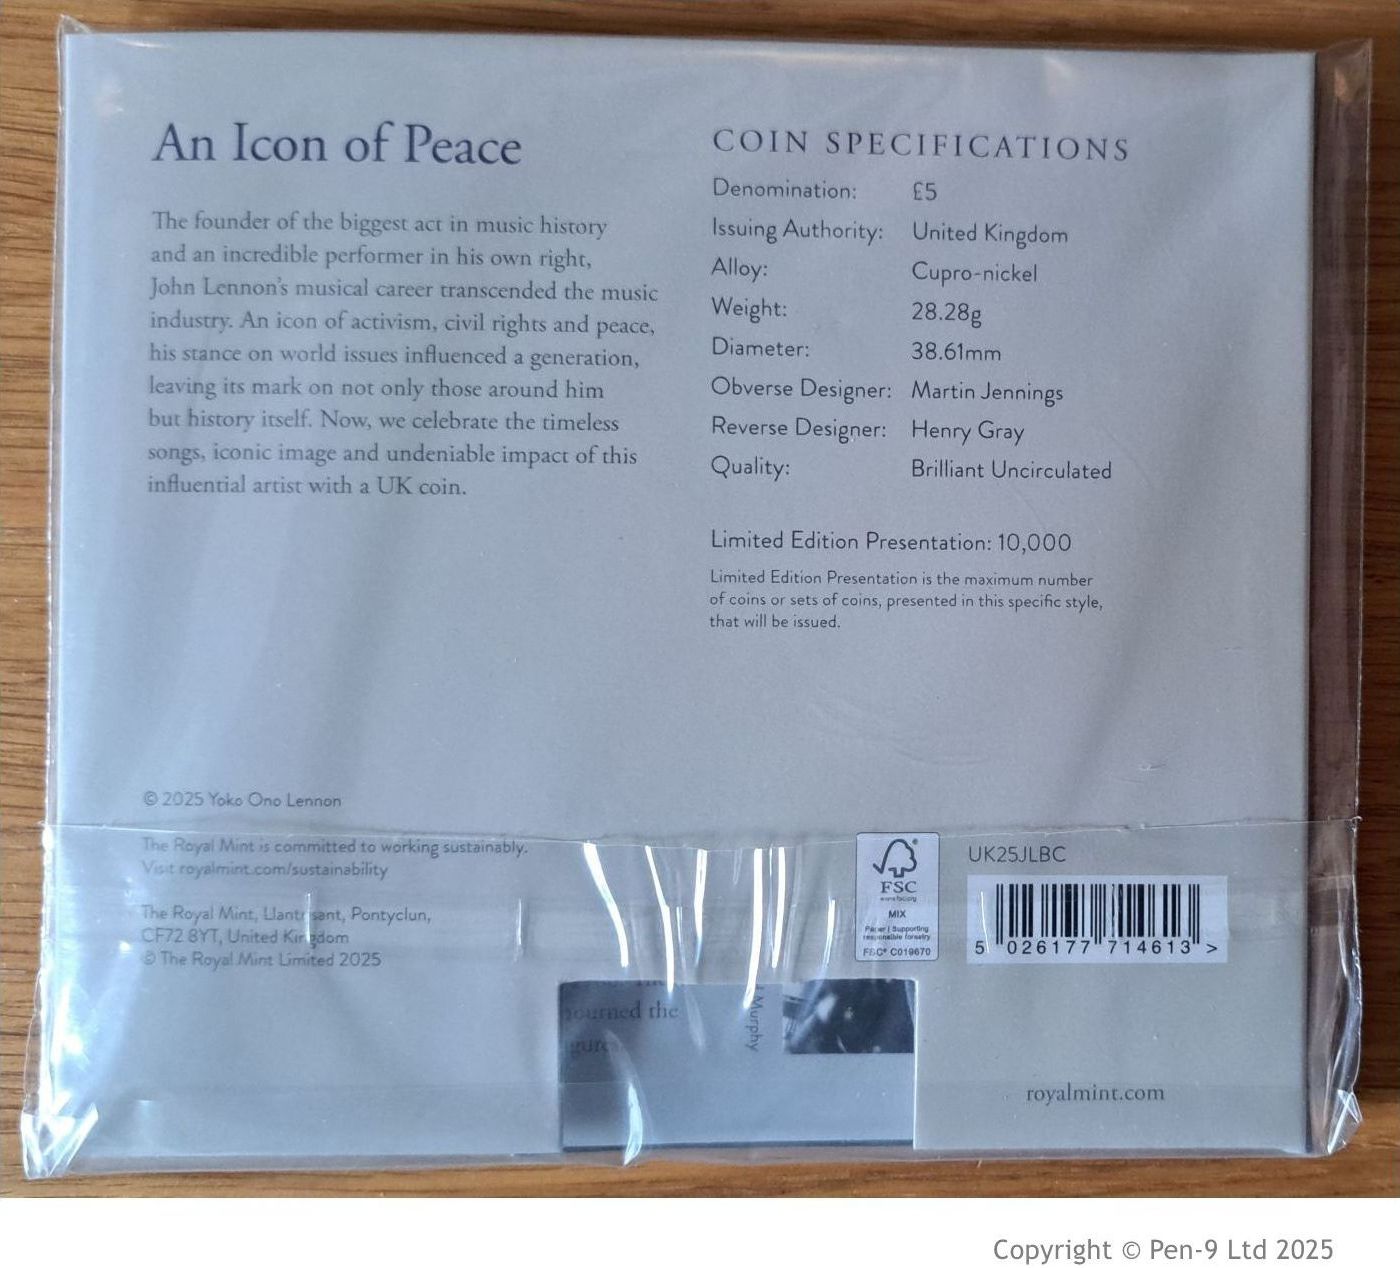 An Icon of Peace
The founder of the biggest act in music history
and an incredible performer in his own right,
John Lennon's musical career transcended the music
industry. An icon of activism, civil rights and peace,
his stance on world issues influenced a generation,
leaving its mark on not only those around him
but history itself. Now, we celebrate the timeless
songs, iconic image and undeniable impact of this
influential artist with a UK coin.
COIN SPECIFICATIONS
Denomination: £5
Issuing Authority: United Kingdom
Alloy: Cupro-nickel
Weight: 28.28g
Diameter: 38.61mm
Obverse Designer: Martin Jennings
Reverse Designer: Henry Gray
Quality: Brilliant Uncirculated
Limited Edition Presentation: 10,000
Limited Edition Presentation is the maximum number
of coins or sets of coins, presented in this specific style,
that will be issued.
© 2025 Yoko Ono Lennon
The Royal Mint is committed to working sustainably.
Visit royalmint.com/sustainability
The Royal Mint, Llantrisant, Pontyclun,
CF72 8YT, United Kingdom
© The Royal Mint Limited 2025
FSC
www.fsc.org
MIX
Paper | Supporting
responsible forestry
FSC® C019670
UK25JLBC
5 026177 714613 >
the
Murphy
royalmint.com
Copyright © Pen-9 Ltd 2025